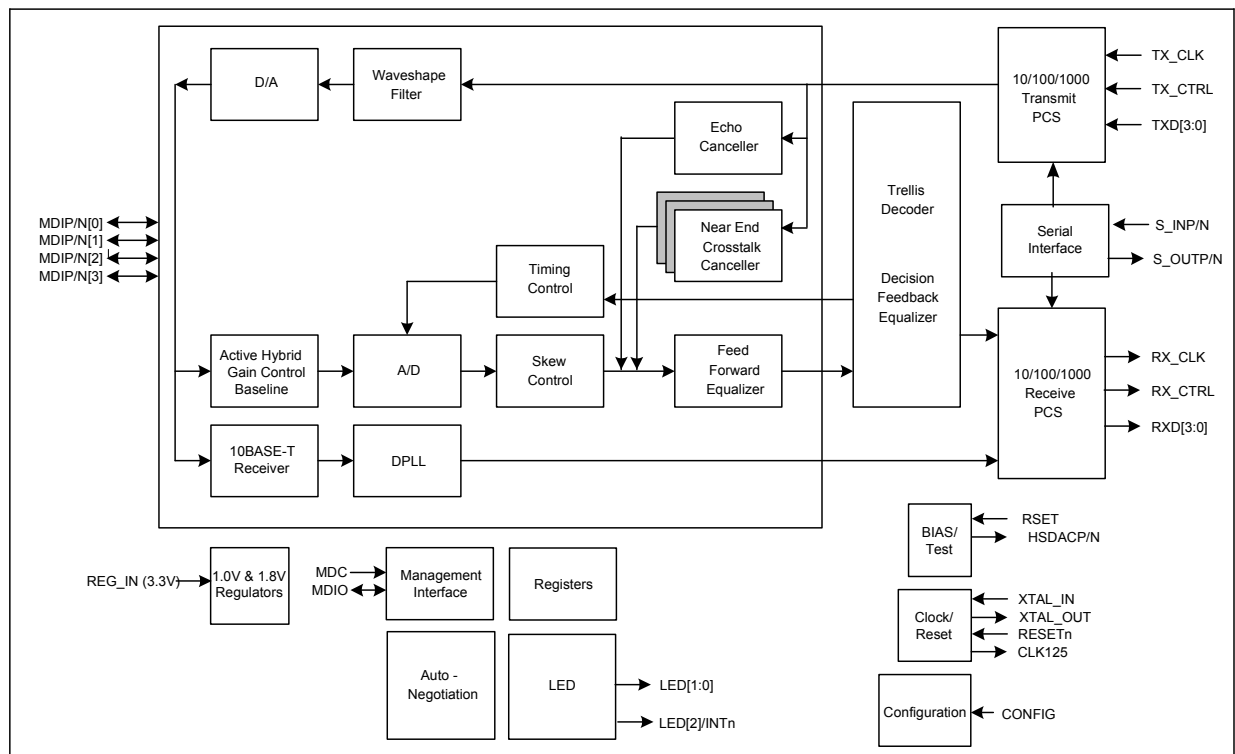 D/A
Waveshape
Filter
10/100/1000
Transmit
PCS
TX_CLK
TX_CTRL
TXD[3:0]
Echo
Canceller
Near End
Crosstalk
Canceller
Trellis
Decoder
Decision
Feedback
Equalizer
Serial
Interface
S_INP/N
S_OUTP/N
MDIP/N[0]
MDIP/N[1]
MDIP/N[2]
MDIP/N[3]
Timing
Control
Active Hybrid
Gain Control
Baseline
A/D
Skew
Control
Feed
Forward
Equalizer
10/100/1000
Receive
PCS
RX_CLK
RX_CTRL
RXD[3:0]
10BASE-T
Receiver
DPLL
BIAS/
Test
RSET
HSDACP/N
REG_IN (3.3V)
1.0V & 1.8V
Regulators
MDC
MDIO
Management
Interface
Registers
Clock/
Reset
XTAL_IN
XTAL_OUT
RESETn
CLK125
Auto -
Negotiation
LED
LED[1:0]
LED[2]/INTn
Configuration
CONFIG